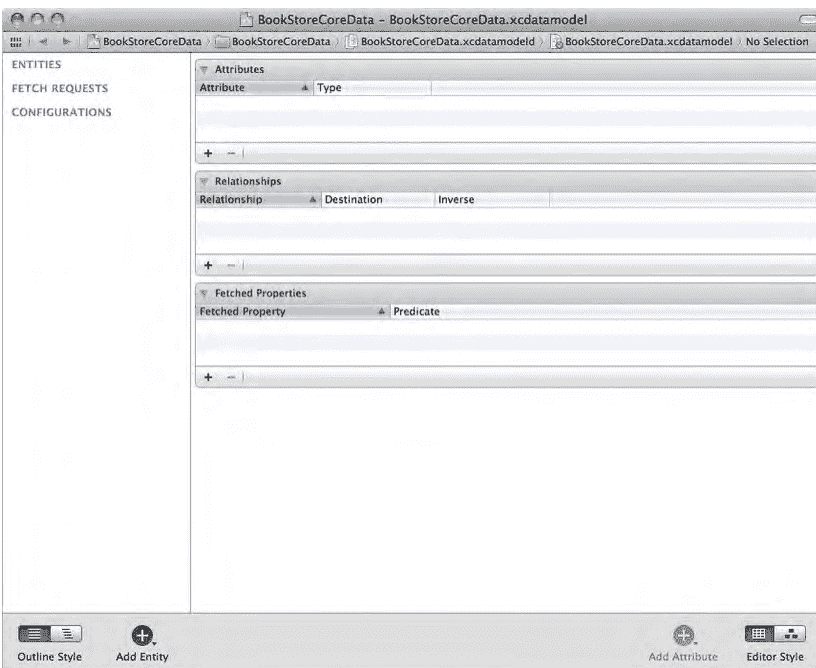 BookStoreCoreData – BookStoreCoreData.xcdatamodel
BookStoreCoreData BookStoreCoreData BookStoreCoreData.xcdatamodeld BookStoreCoreData.xcdatamodel No Selection
ENTITIES
FETCH REQUESTS
CONFIGURATIONS
Attributes
Attribute Type
+ −
Relationships
Relationship Destination Inverse
+ −
Fetched Properties
Fetched Property Predicate
+ −
Outline Style Add Entity Add Attribute Editor Style